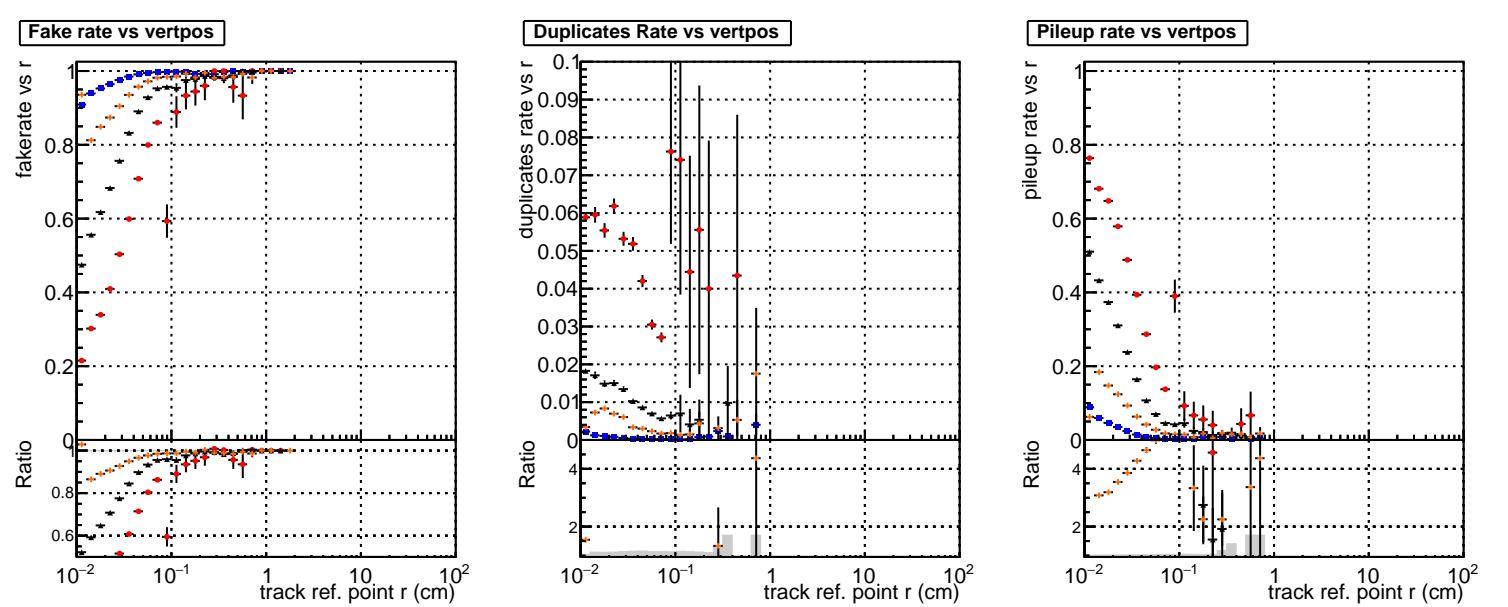 Fake rate vs vertpos
fakerate vs r
1
0.8
0.6
0.4
0.2
0
Ratio
1
0.8
0.6
10−2 10−1 1 10 102
track ref. point r (cm)
Duplicates Rate vs vertpos
duplicates rate vs r
0.1
0.09
0.08
0.07
0.06
0.05
0.04
0.03
0.02
0.01
0
Ratio
4
2
10−2 10−1 1 10 102
track ref. point r (cm)
Pileup rate vs vertpos
pileup rate vs r
1
0.8
0.6
0.4
0.2
0
Ratio
4
2
10−2 10−1 1 10 102
track ref. point r (cm)